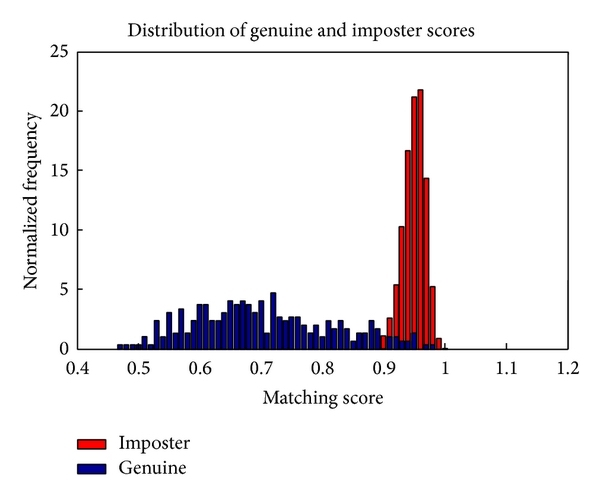 Distribution of genuine and imposter scores
25
20
15
10
5
0
Normalized frequency
0.4 0.5 0.6 0.7 0.8 0.9 1 1.1 1.2
Matching score
Imposter
Genuine